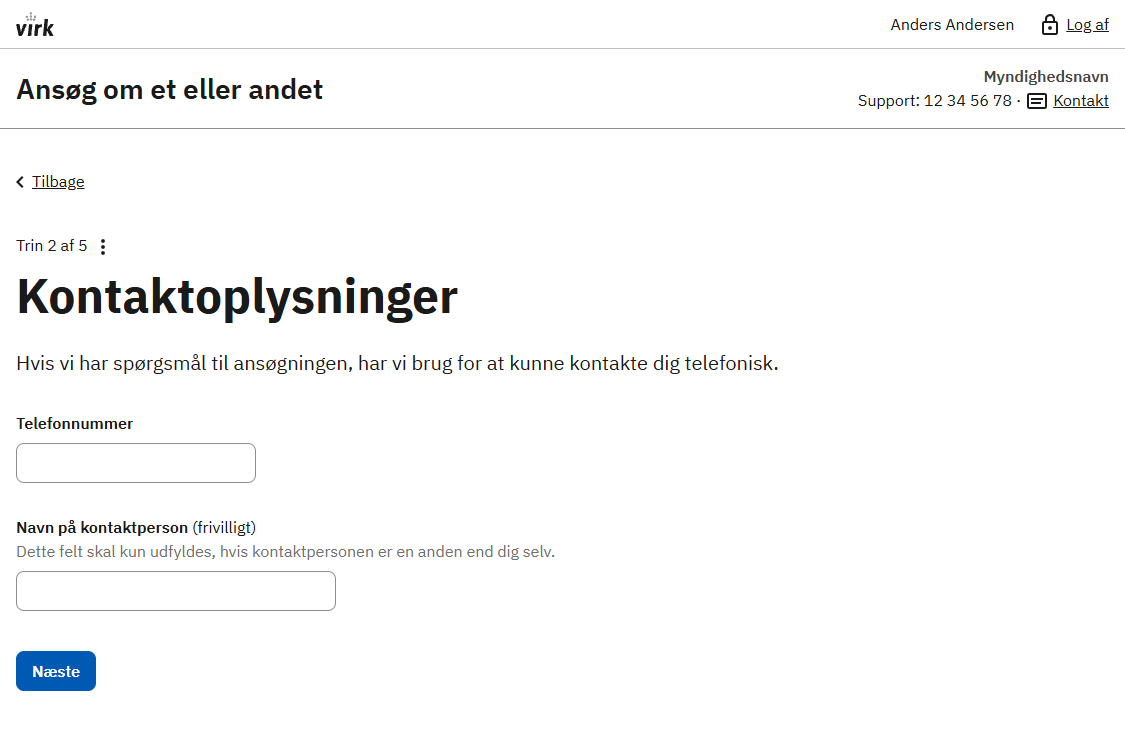 virk
Anders Andersen
Log af
Ansøg om et eller andet
Myndighedsnavn
Support: 12 34 56 78 · Kontakt
Tilbage
Trin 2 af 5
Kontaktoplysninger
Hvis vi har spørgsmål til ansøgningen, har vi brug for at kunne kontakte dig telefonisk.
Telefonnummer
Navn på kontaktperson (frivilligt)
Dette felt skal kun udfyldes, hvis kontaktpersonen er en anden end dig selv.
Næste